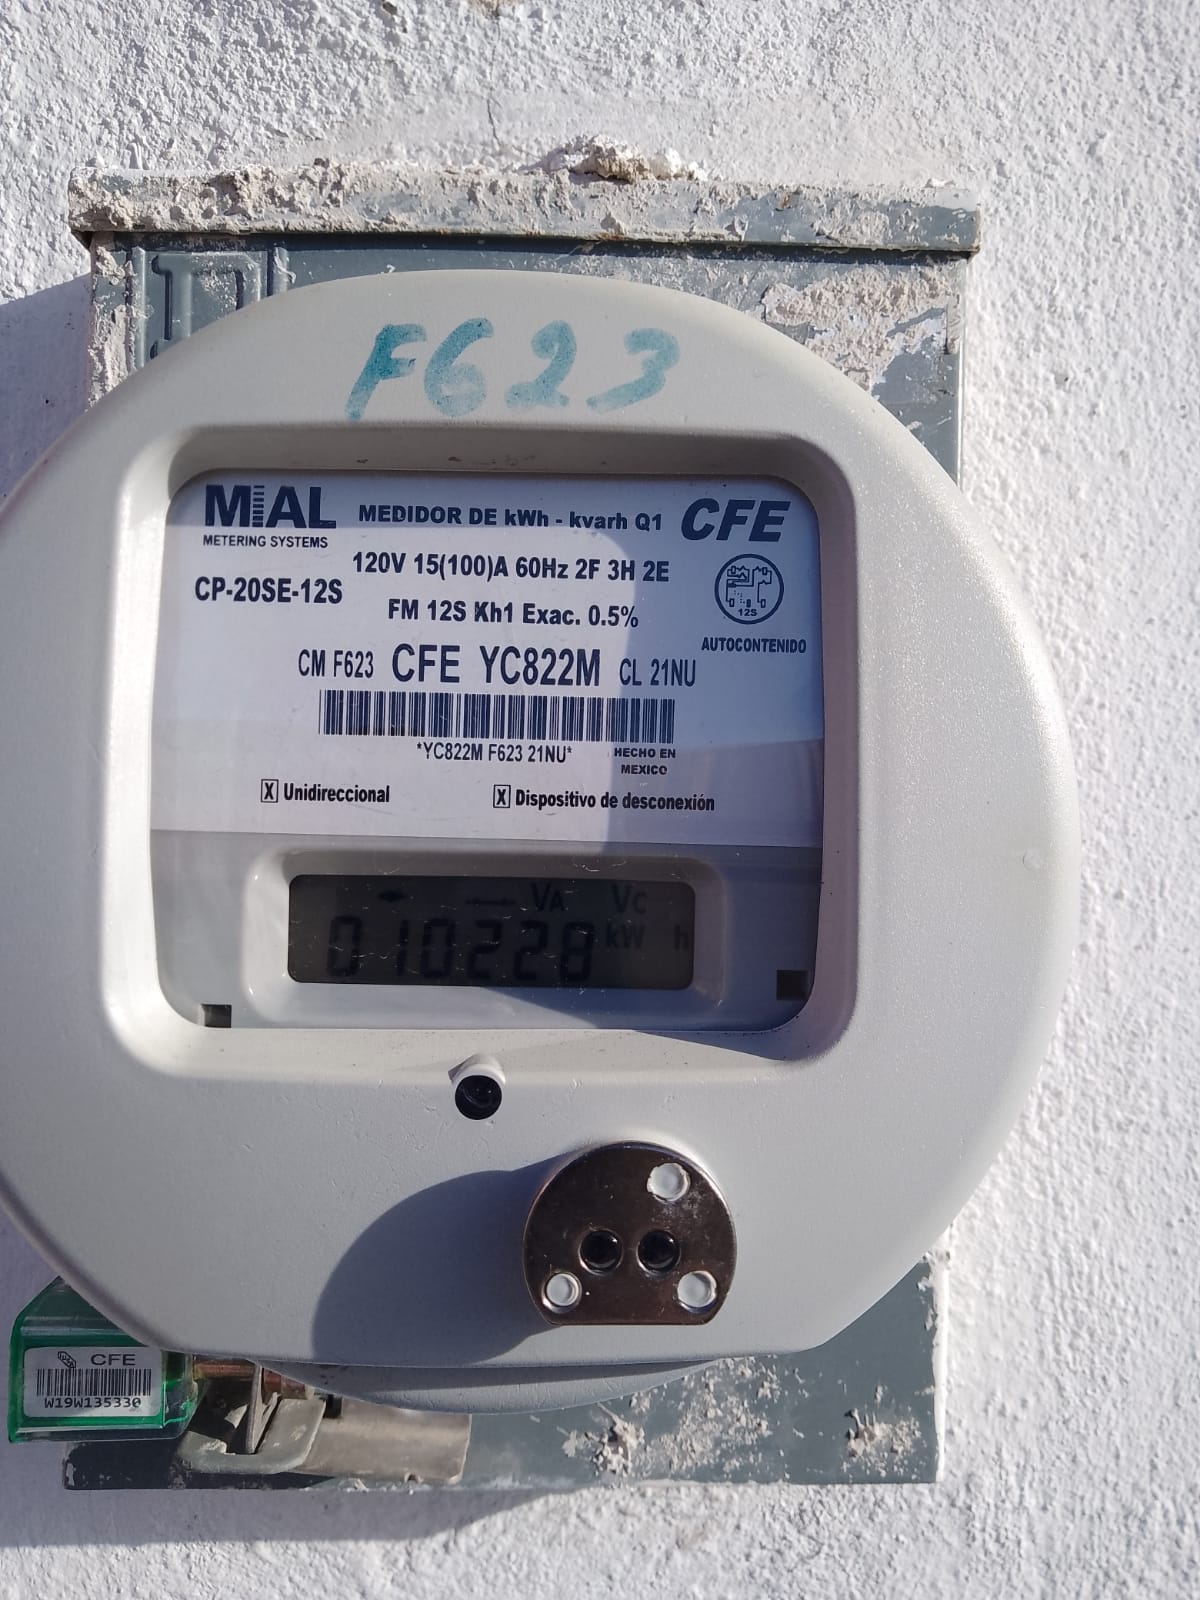 F623
MIAL
METERING SYSTEMS
MEDIDOR DE kWh - kvarh Q1
CFE
120V 15(100)A 60Hz 2F 3H 2E
CP-20SE-12S
FM 12S Kh1 Exac. 0.5%
12S
AUTOCONTENIDO
CM F623 CFE YC822M CL 21NU
*YC822M F623 21NU*
HECHO EN
MEXICO
X Unidireccional
X Dispositivo de desconexión
VA VC
010228 kW h
CFE
W19W135330